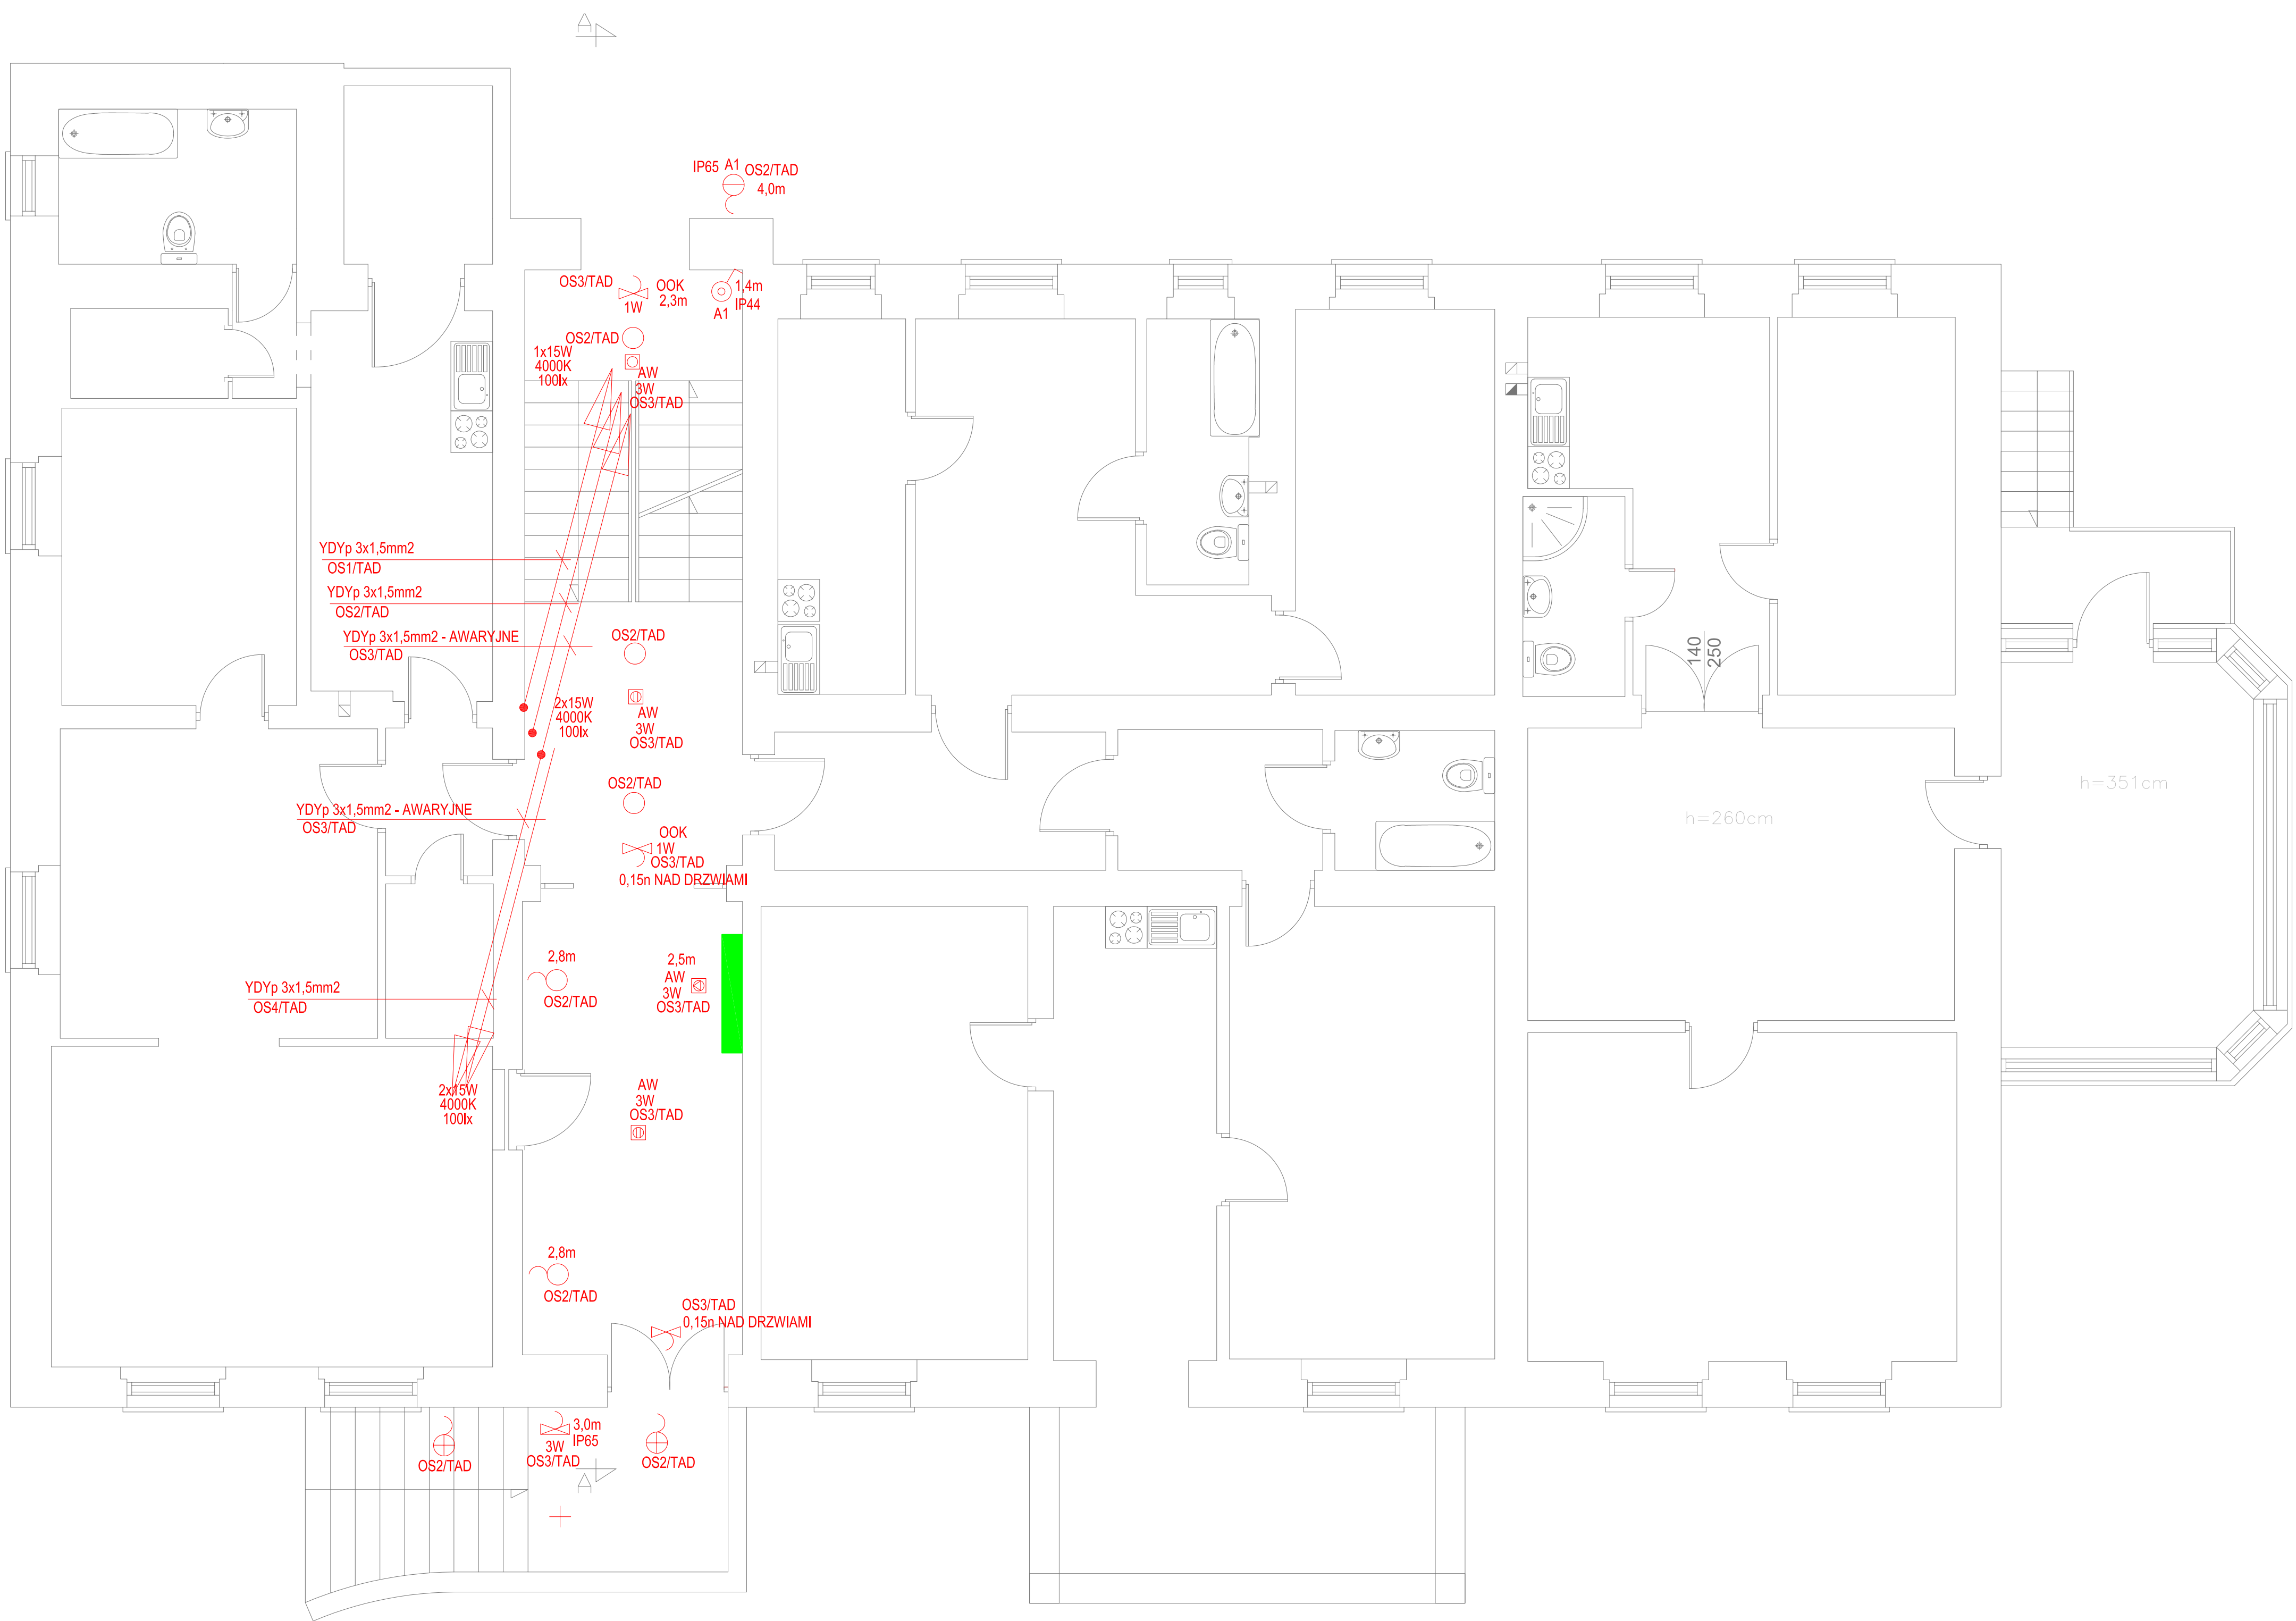 A
IP65 A1 OS2/TAD
4,0m
OS3/TAD
OOK
2,3m
1W
1,4m
IP44
A1
OS2/TAD
1x15W
4000K
100lx
AW
3W
OS3/TAD
YDYp 3x1,5mm2
OS1/TAD
YDYp 3x1,5mm2
OS2/TAD
YDYp 3x1,5mm2 - AWARYJNE
OS3/TAD
OS2/TAD
140
250
2x15W
4000K
100lx
AW
3W
OS3/TAD
OS2/TAD
h=351cm
h=260cm
YDYp 3x1,5mm2 - AWARYJNE
OS3/TAD
OOK
1W
OS3/TAD
0,15n NAD DRZWIAMI
2,8m
OS2/TAD
2,5m
AW
3W
OS3/TAD
YDYp 3x1,5mm2
OS4/TAD
2x15W
4000K
100lx
AW
3W
OS3/TAD
2,8m
OS2/TAD
OS3/TAD
0,15n NAD DRZWIAMI
3,0m
IP65
3W
OS3/TAD
OS2/TAD
OS2/TAD
A